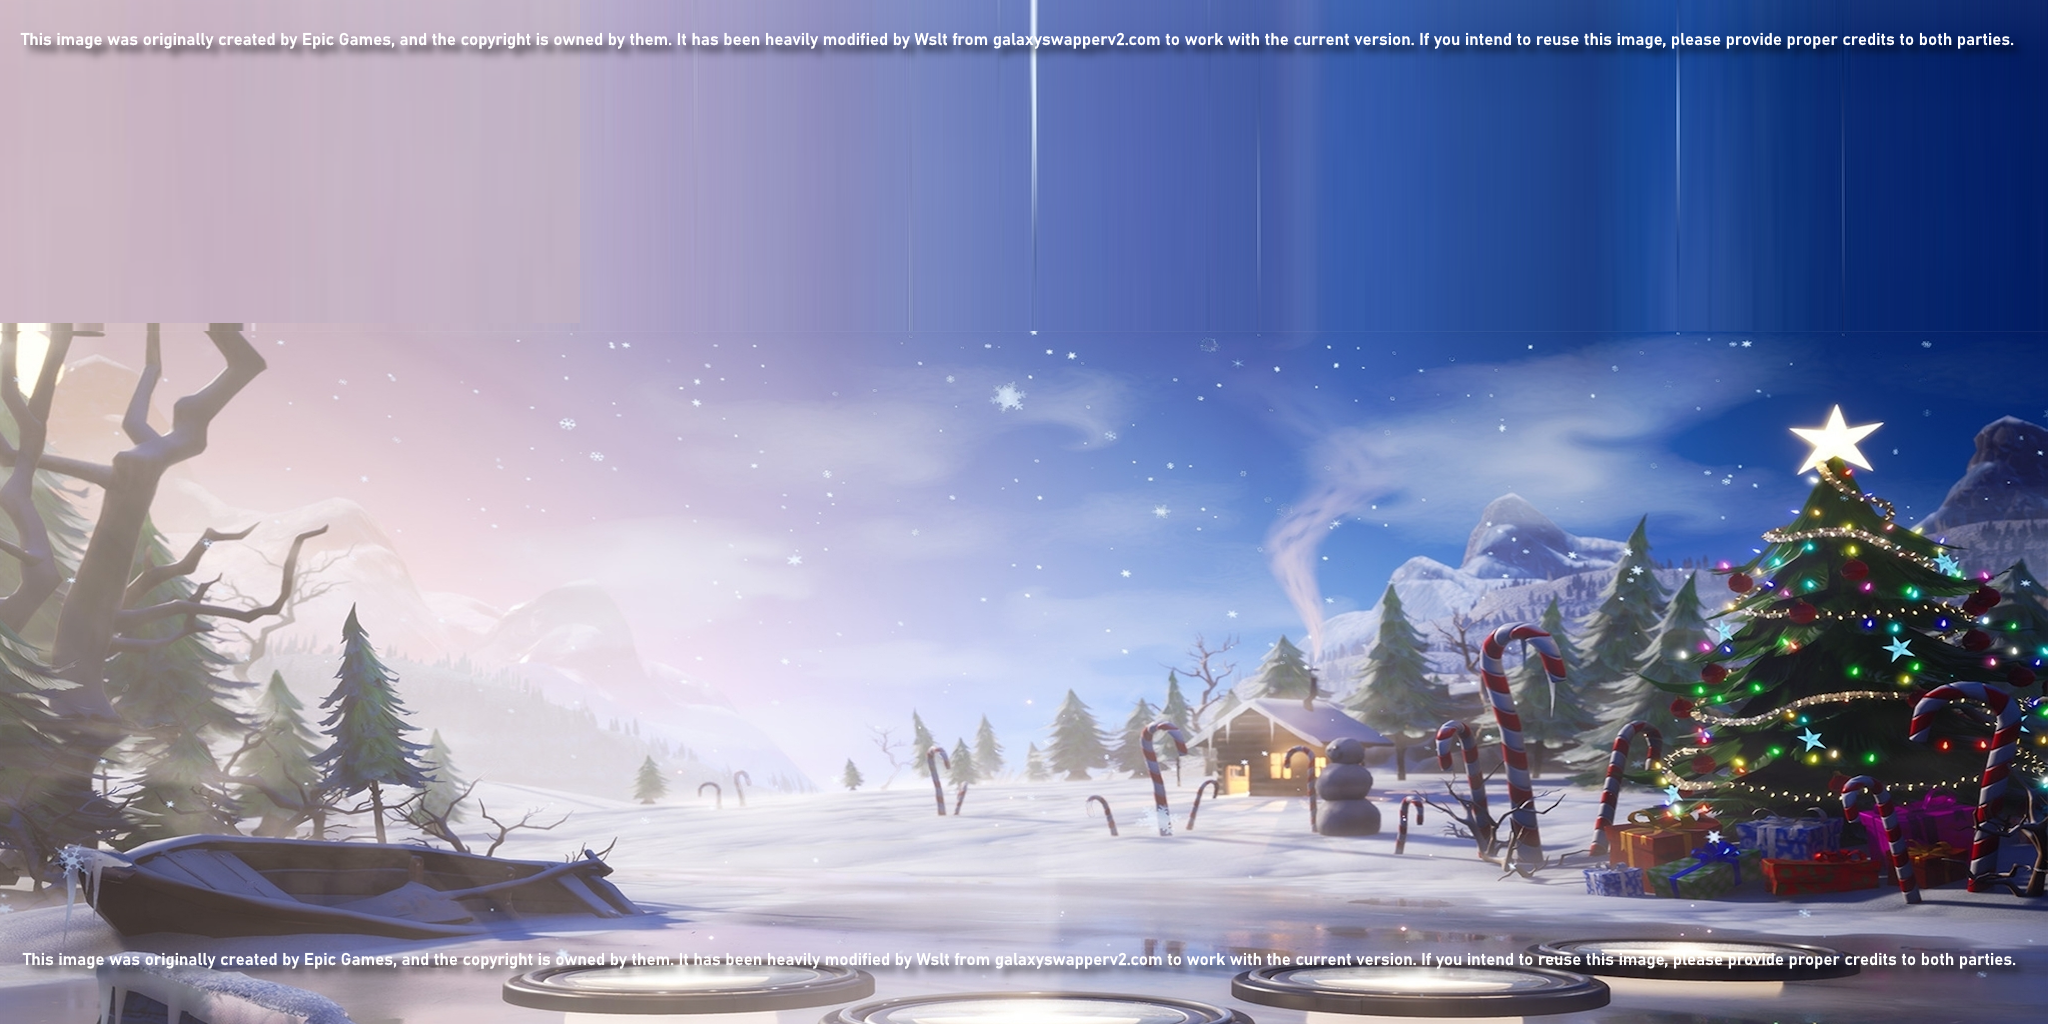 This image was originally created by Epic Games, and the copyright is owned by them. It has been heavily modified by Wslt from galaxyswapperv2.com to work with the current version. If you intend to reuse this image, please provide proper credits to both parties.
This image was originally created by Epic Games, and the copyright is owned by them. It has been heavily modified by Wslt from galaxyswapperv2.com to work with the current version. If you intend to reuse this image, please provide proper credits to both parties.